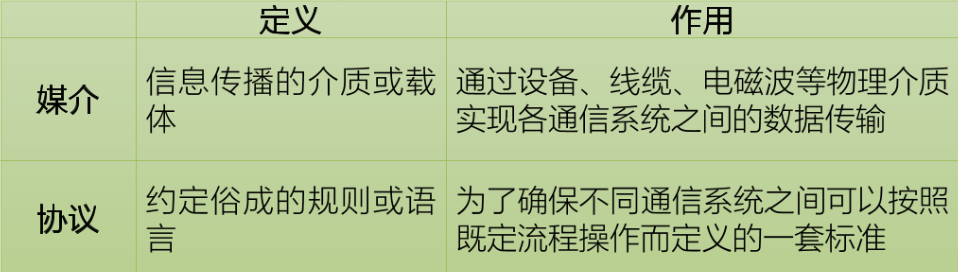 定义 作用
媒介 信息传播的介质或载体 通过设备、线缆、电磁波等物理介质实现各通信系统之间的数据传输
协议 约定俗成的规则或语言 为了确保不同通信系统之间可以按照既定流程操作而定义的一套标准